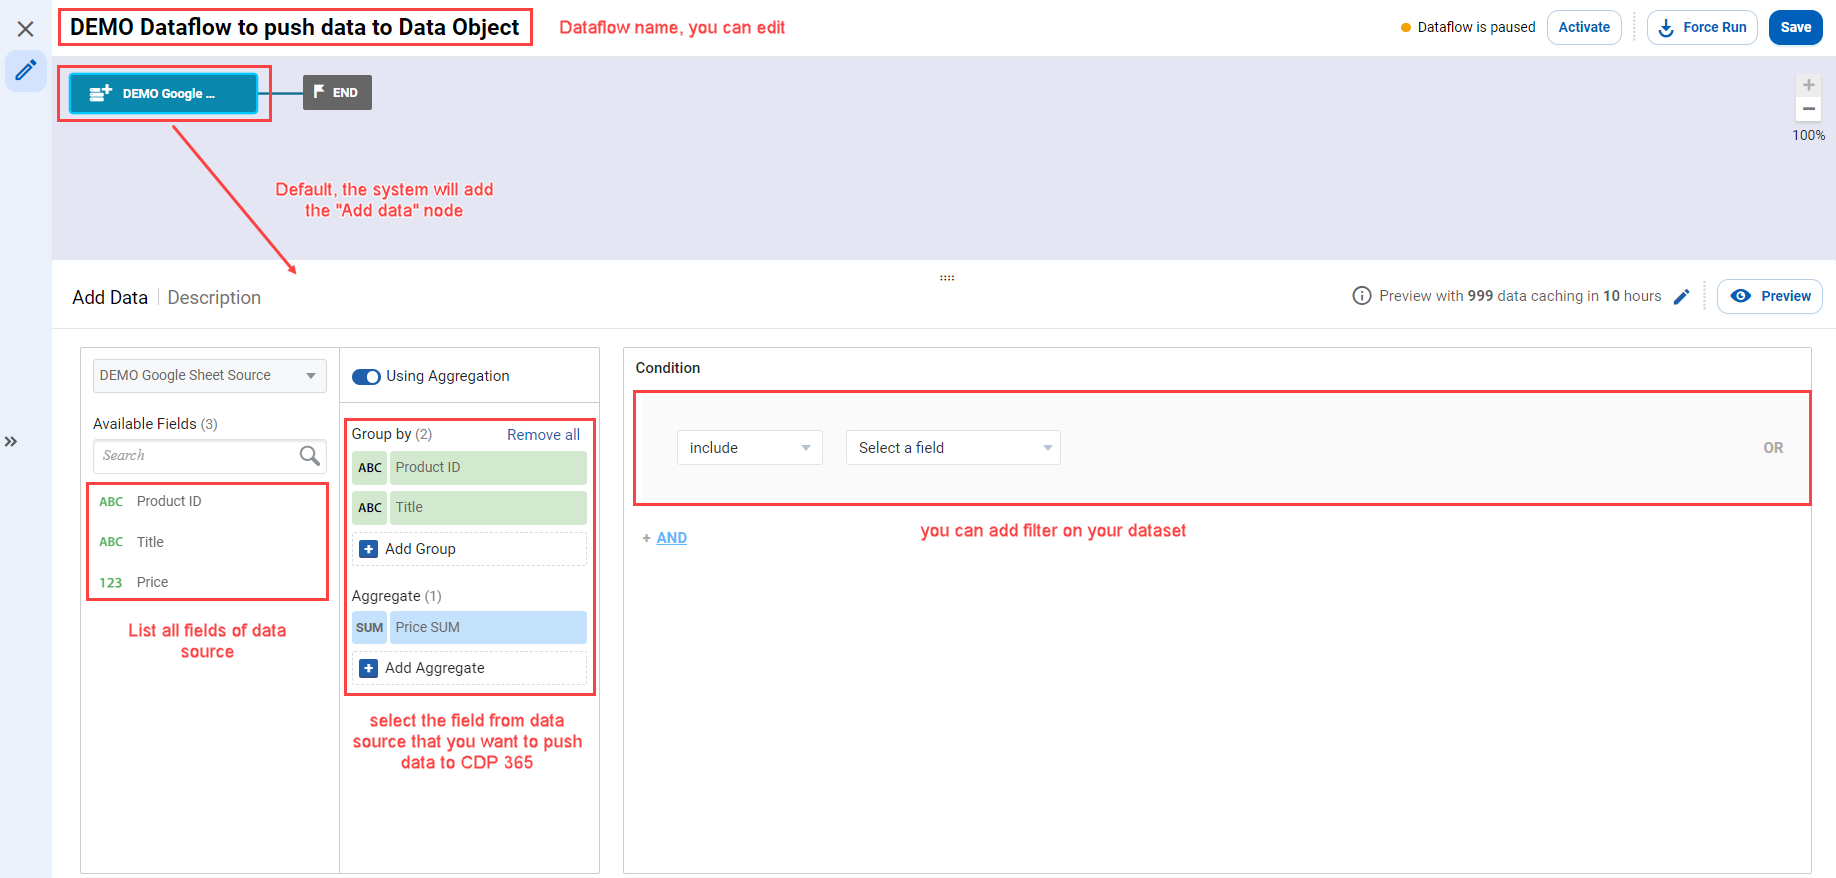 DEMO Dataflow to push data to Data Object
Dataflow name, you can edit
Dataflow is paused
Activate
Force Run
Save
DEMO Google ...
END
100%
Default, the system will add
the "Add data" node
Add Data
Description
Preview with 999 data caching in 10 hours
Preview
DEMO Google Sheet Source
Available Fields (3)
Search
ABC Product ID
ABC Title
123 Price
List all fields of data
source
Using Aggregation
Group by (2)
Remove all
ABC Product ID
ABC Title
+ Add Group
Aggregate (1)
SUM Price SUM
+ Add Aggregate
select the field from data
source that you want to push
data to CDP 365
Condition
include
Select a field
OR
+ AND
you can add filter on your dataset